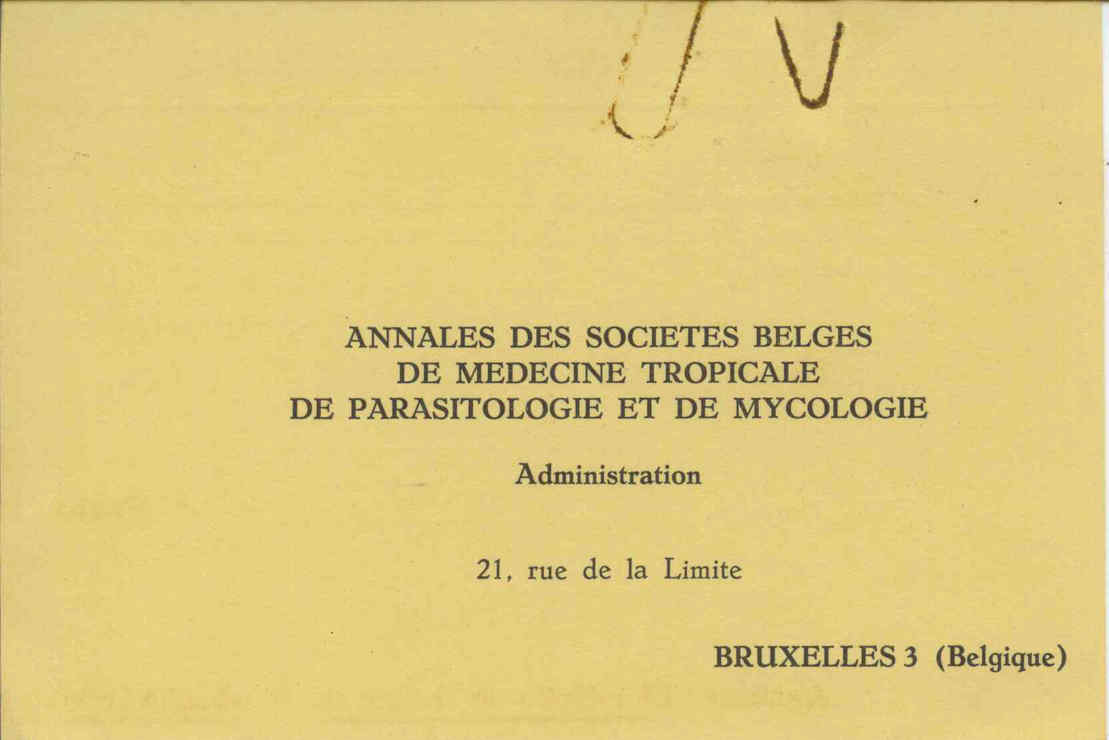 ANNALES DES SOCIETES BELGES
DE MEDECINE TROPICALE
DE PARASITOLOGIE ET DE MYCOLOGIE
Administration
21, rue de la Limite
BRUXELLES 3 (Belgique)